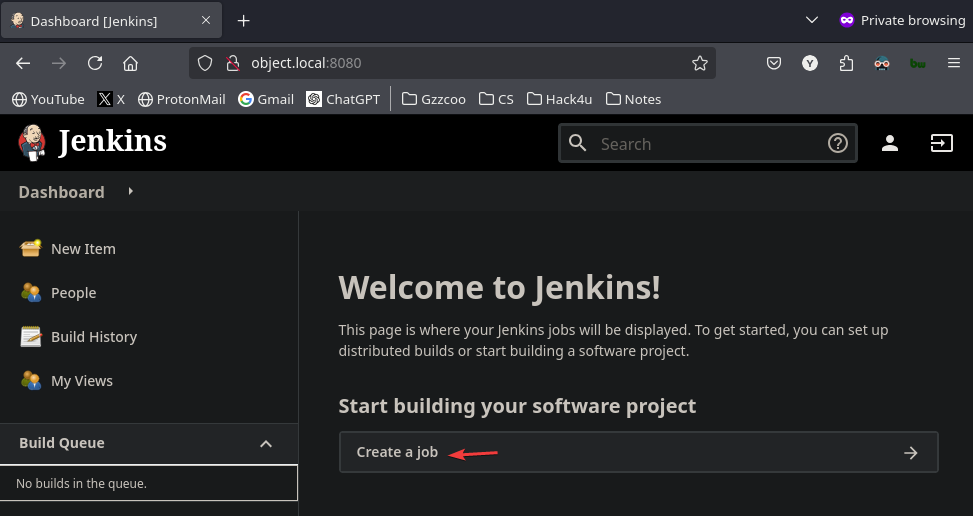 Dashboard [Jenkins]
Private browsing
object.local:8080
Y
bw
YouTube
X
ProtonMail
G Gmail
ChatGPT
Gzzcoo
CS
Hack4u
Notes
Jenkins
Search
?
Dashboard
New Item
People
Build History
My Views
Build Queue
No builds in the queue.
Welcome to Jenkins!
This page is where your Jenkins jobs will be displayed. To get started, you can set up
distributed builds or start building a software project.
Start building your software project
Create a job